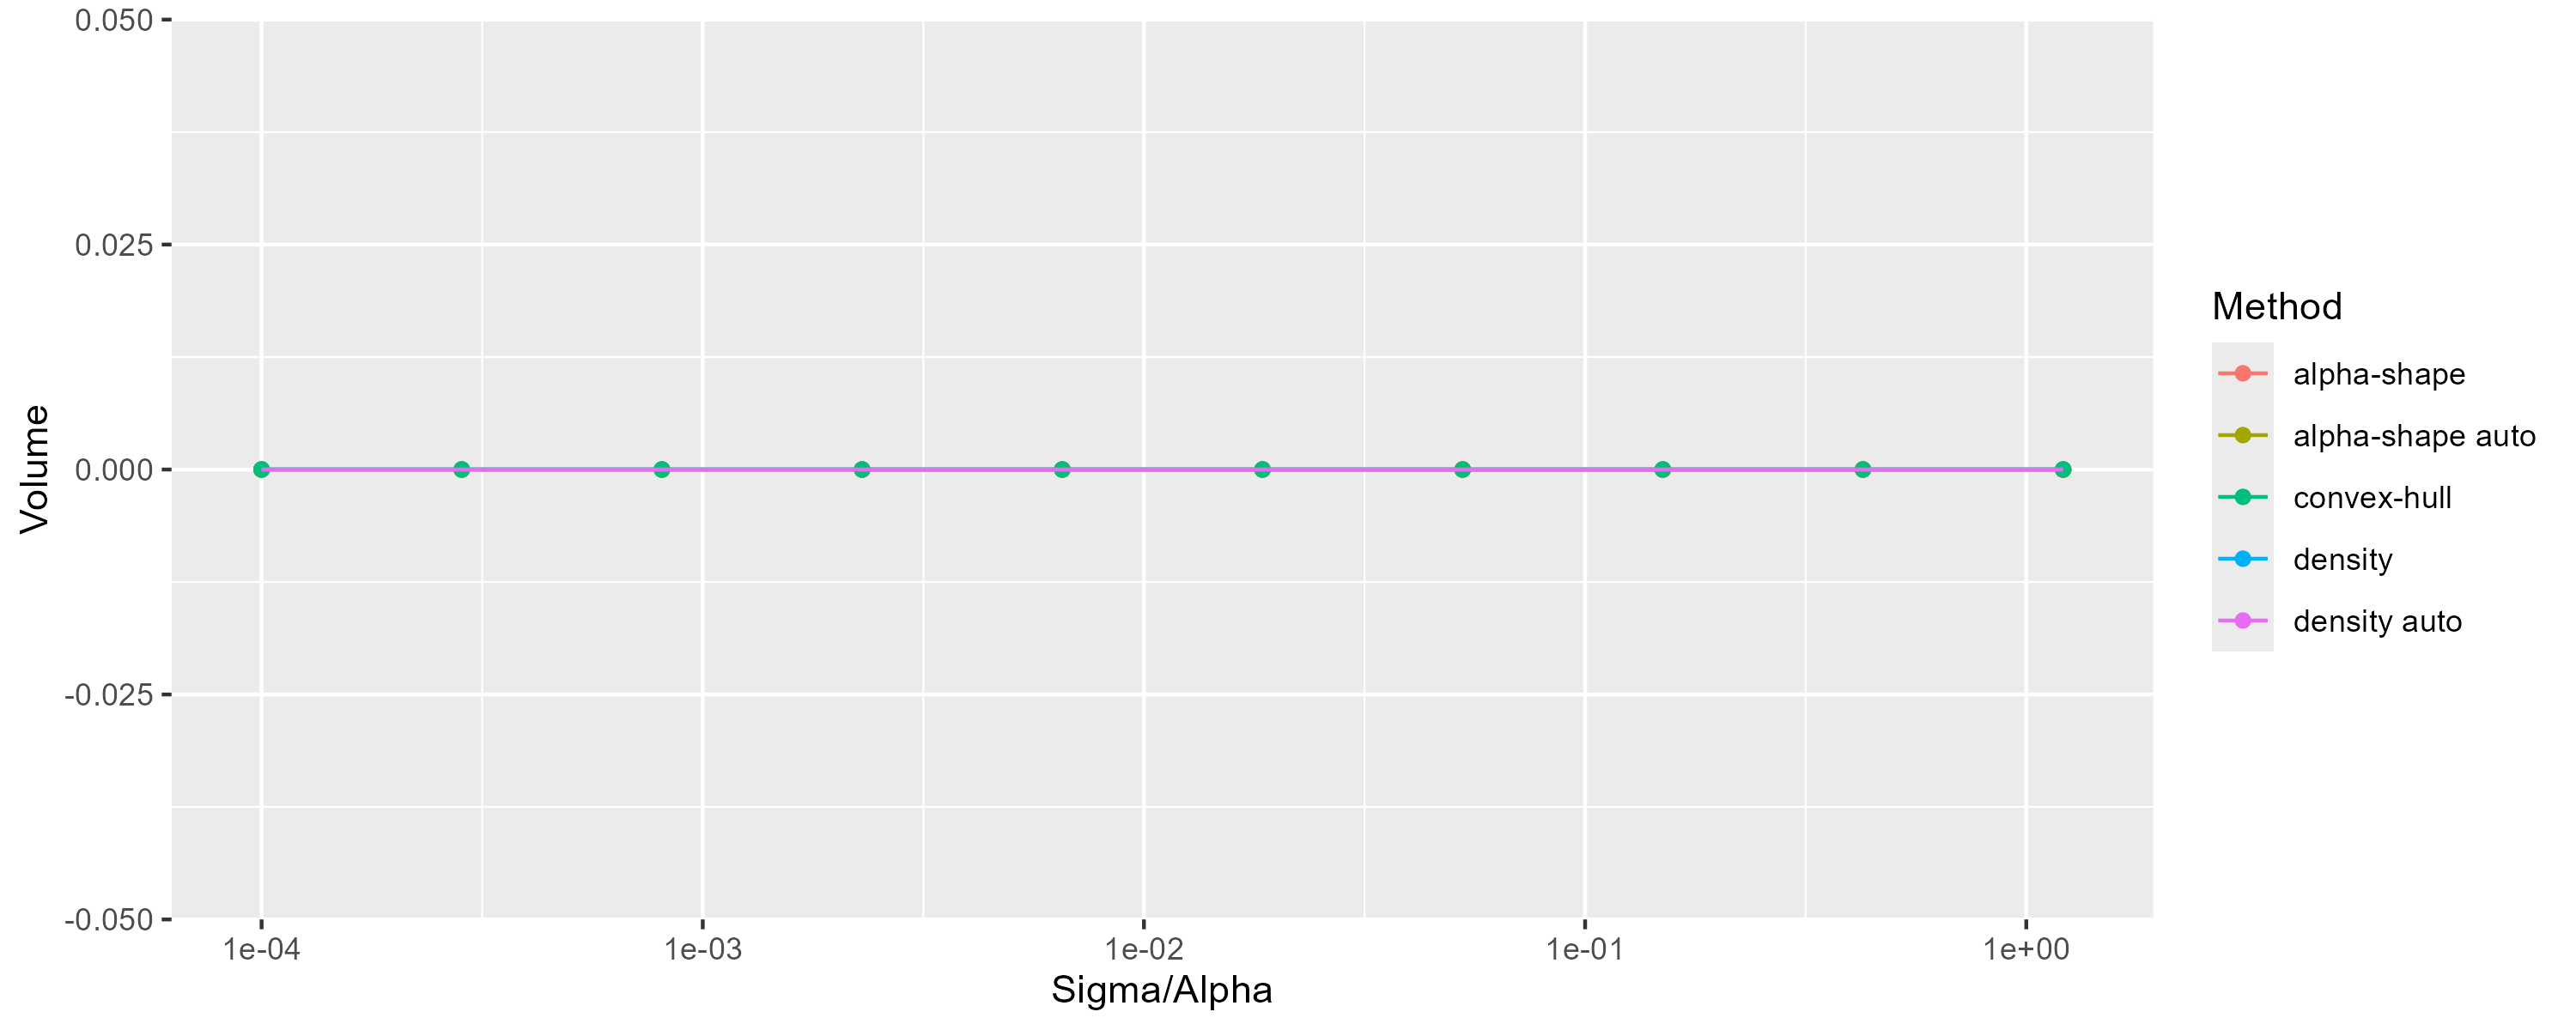 0.050
0.025
0.000
-0.025
-0.050
Volume
1e-04
1e-03
1e-02
1e-01
1e+00
Sigma/Alpha
Method
alpha-shape
alpha-shape auto
convex-hull
density
density auto